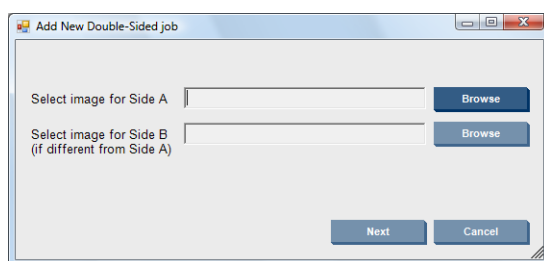 Add New Double-Sided job
Select image for Side A
Browse
Select image for Side B
(if different from Side A)
Browse
Next
Cancel